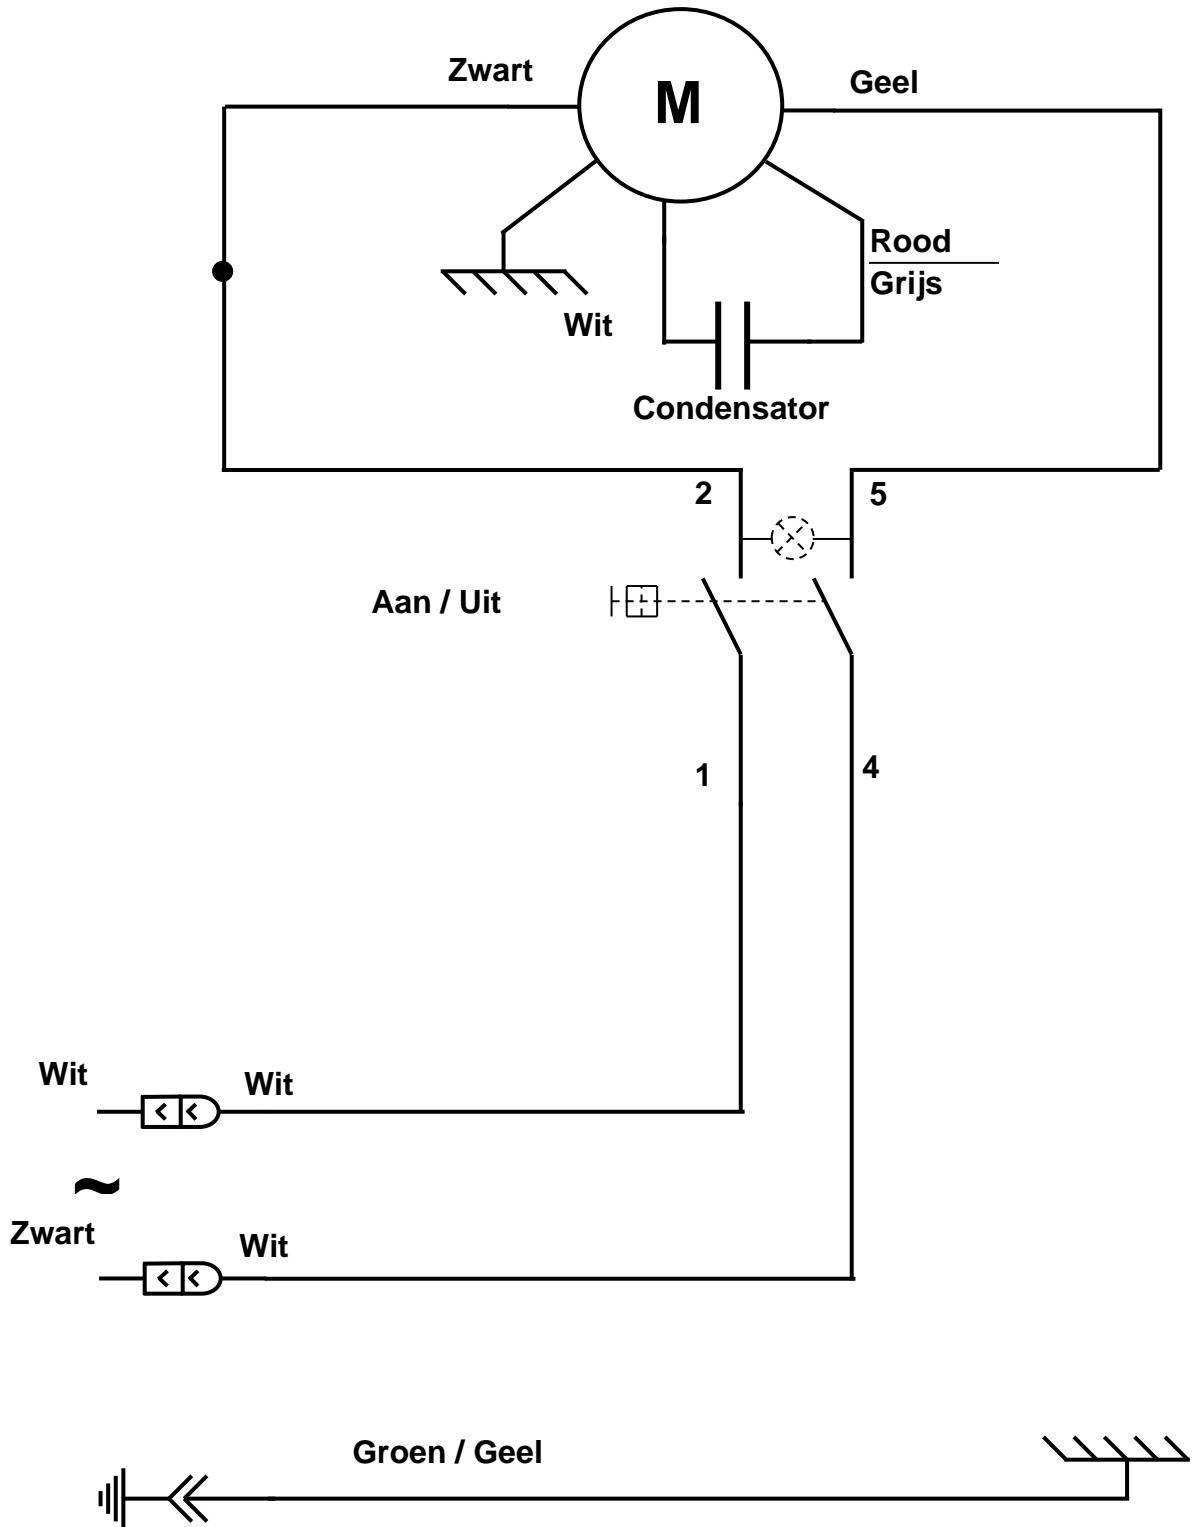 Zwart
M
Geel
Rood
Grijs
Wit
Condensator
2
5
Aan / Uit
1
4
Wit
Wit
~
Zwart
Wit
Groen / Geel